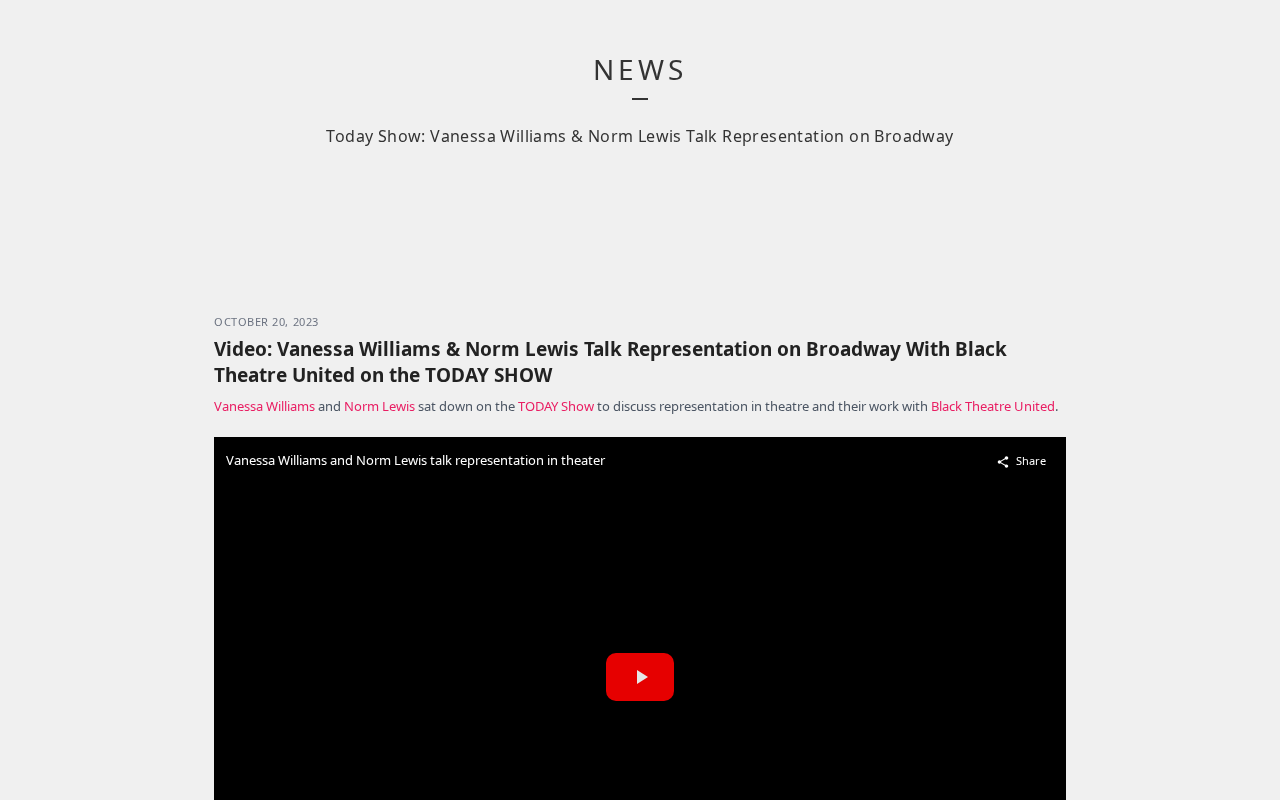 NEWS
Today Show: Vanessa Williams & Norm Lewis Talk Representation on Broadway
OCTOBER 20, 2023
Video: Vanessa Williams & Norm Lewis Talk Representation on Broadway With Black
Theatre United on the TODAY SHOW
Vanessa Williams and Norm Lewis sat down on the TODAY Show to discuss representation in theatre and their work with Black Theatre United.
Vanessa Williams and Norm Lewis talk representation in theater
Share